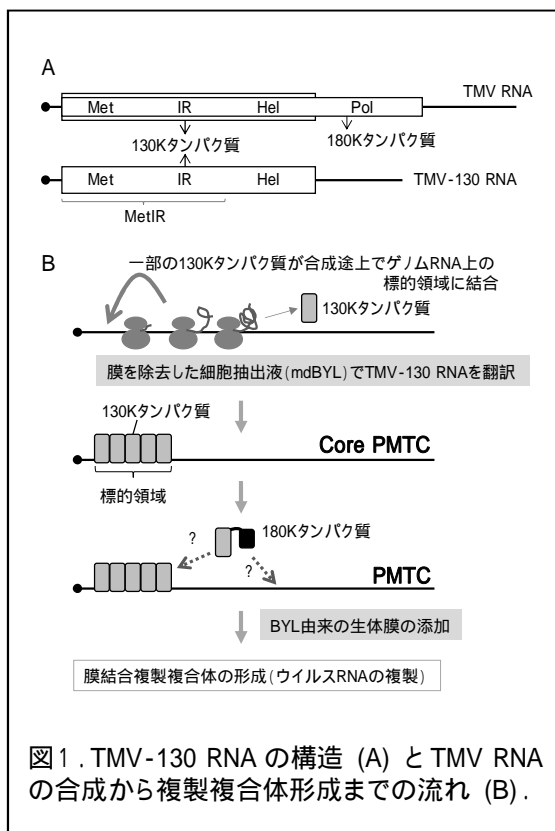 A
TMV RNA
Met IR Hel Pol
130Kタンパク質
180Kタンパク質
Met IR Hel
TMV-130 RNA
MetIR
B
一部の130Kタンパク質が合成途上でゲノムRNA上の
標的領域に結合
130Kタンパク質
膜を除去した細胞抽出液(mdBYL)でTMV-130 RNAを翻訳
130Kタンパク質
Core PMTC
標的領域
180Kタンパク質
? ?
PMTC
BYL由来の生体膜の添加
膜結合複製複合体の形成(ウイルスRNAの複製)
図1.TMV-130 RNA の構造 (A) と TMV RNA
の合成から複製複合体形成までの流れ (B).